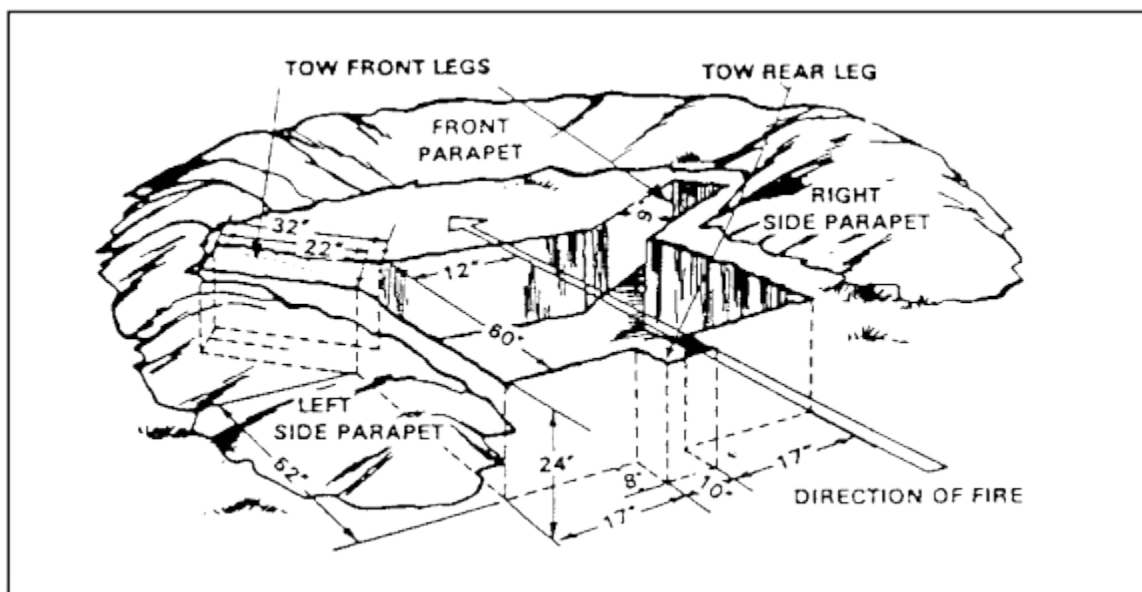 TOW FRONT LEGS
TOW REAR LEG
FRONT
PARAPET
RIGHT
SIDE PARAPET
32"
22"
9"
12"
60"
LEFT
SIDE PARAPET
62"
24"
8"
10"
17"
17"
DIRECTION OF FIRE